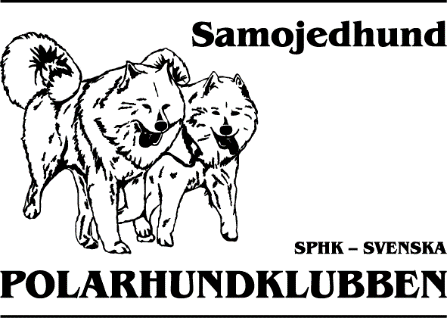 Samojedhund
SPHK – SVENSKA
POLARHUNDKLUBBEN